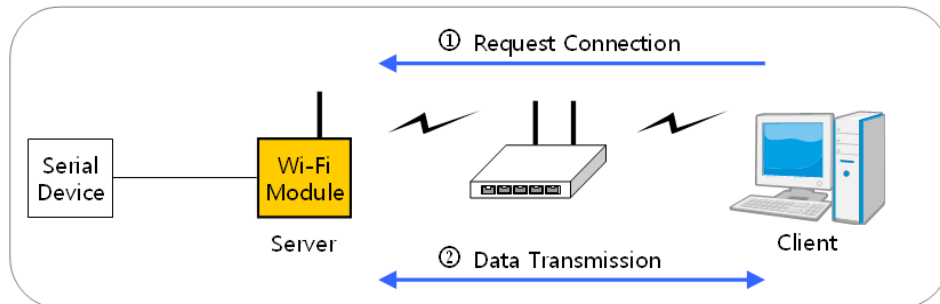 ① Request Connection
Serial
Device
Wi-Fi
Module
Server
Client
② Data Transmission